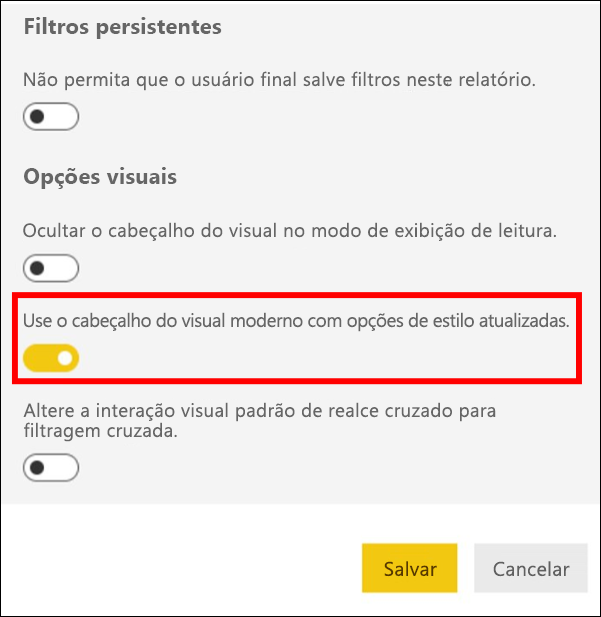 Filtros persistentes
Não permita que o usuário final salve filtros neste relatório.
Opções visuais
Ocultar o cabeçalho do visual no modo de exibição de leitura.
Use o cabeçalho do visual moderno com opções de estilo atualizadas.
Altere a interação visual padrão de realce cruzado para
filtragem cruzada.
Salvar
Cancelar